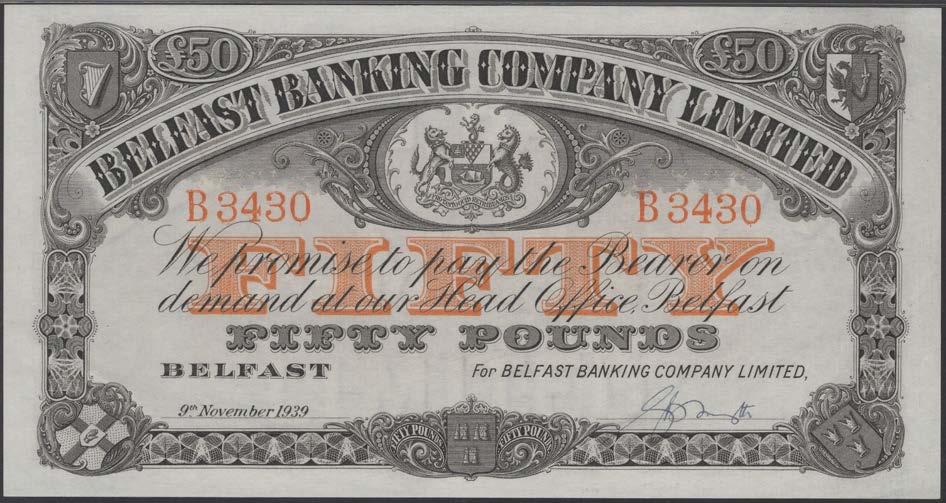 £50 £50
BELFAST BANKING COMPANY LIMITED
B 3430 B 3430
FIFTY
We promise to pay the Bearer on
demand at our Head Office, Belfast
FIFTY POUNDS
BELFAST For BELFAST BANKING COMPANY LIMITED,
9th November 1939
FIFTY POUNDS FIFTY POUNDS